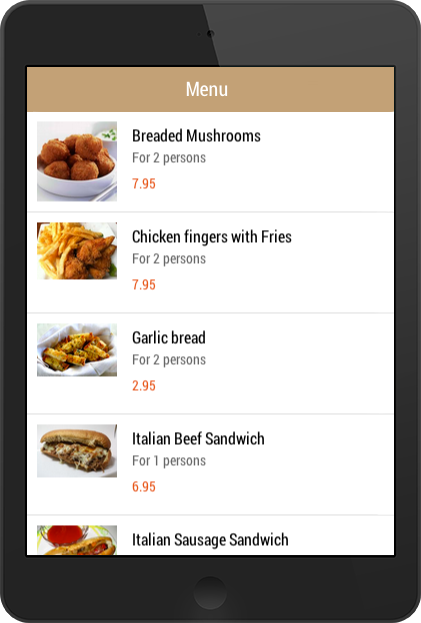 Menu
Breaded Mushrooms
For 2 persons
7.95
Chicken fingers with Fries
For 2 persons
7.95
Garlic bread
For 2 persons
2.95
Italian Beef Sandwich
For 1 persons
6.95
Italian Sausage Sandwich